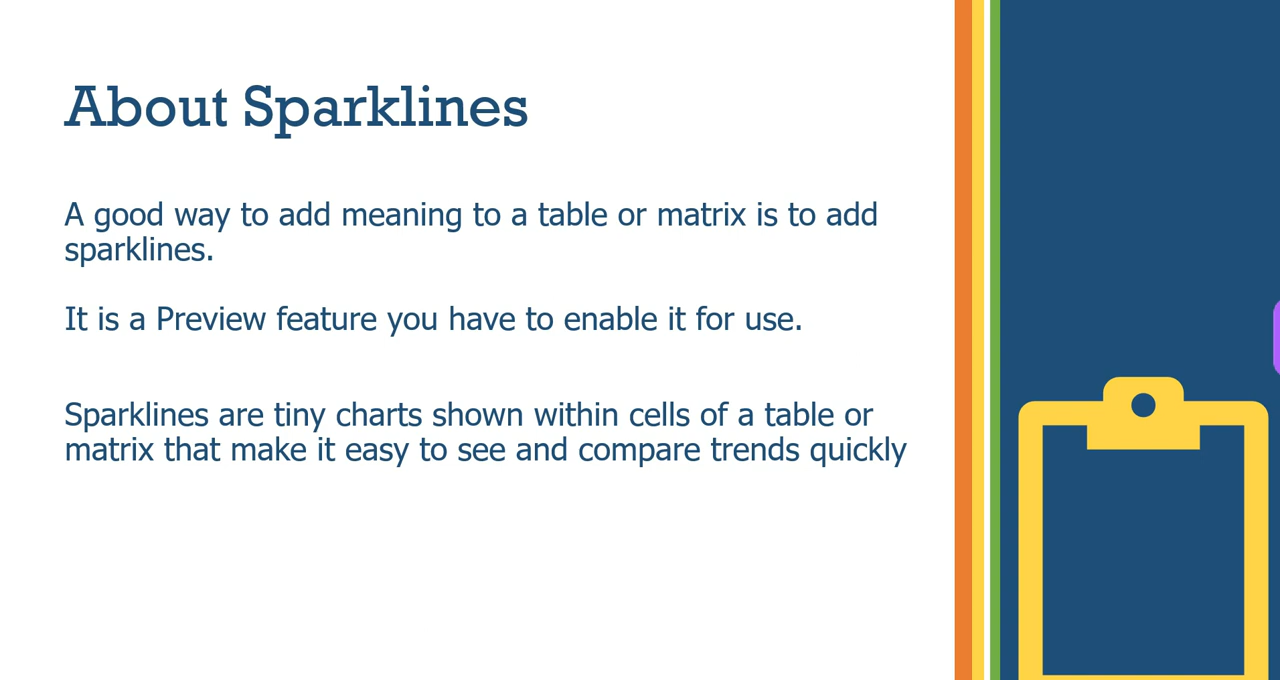 About Sparklines
A good way to add meaning to a table or matrix is to add
sparklines.
It is a Preview feature you have to enable it for use.
Sparklines are tiny charts shown within cells of a table or
matrix that make it easy to see and compare trends quickly